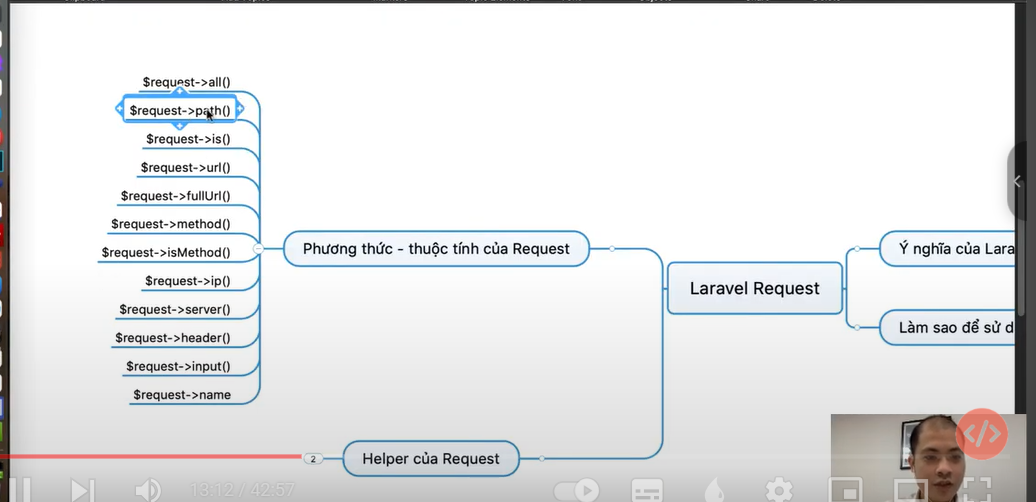 $request->all()
$request->path()
$request->is()
$request->url()
$request->fullUrl()
$request->method()
$request->isMethod()
$request->ip()
$request->server()
$request->header()
$request->input()
$request->name
Phương thức - thuộc tính của Request
Laravel Request
Ý nghĩa của Lara
Làm sao để sử d
2
Helper của Request
</>
13:12 / 42:57